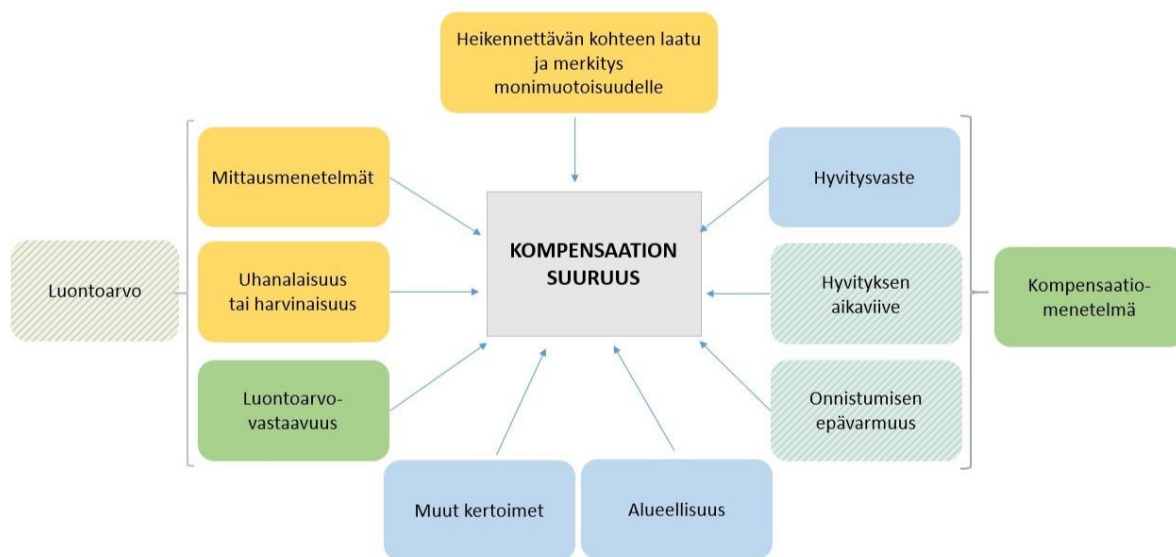 Heikennettävän kohteen laatu
ja merkitys
monimuotoisuudelle
Mittausmenetelmät
Hyvitysvaste
KOMPENSAATION
SUURUUS
Luontoarvo
Uhanalaisuus
tai harvinaisuus
Hyvityksen
aikaviive
Kompensaatio-
menetelmä
Luontoarvo-
vastaavuus
Onnistumisen
epävarmuus
Muut kertoimet
Alueellisuus